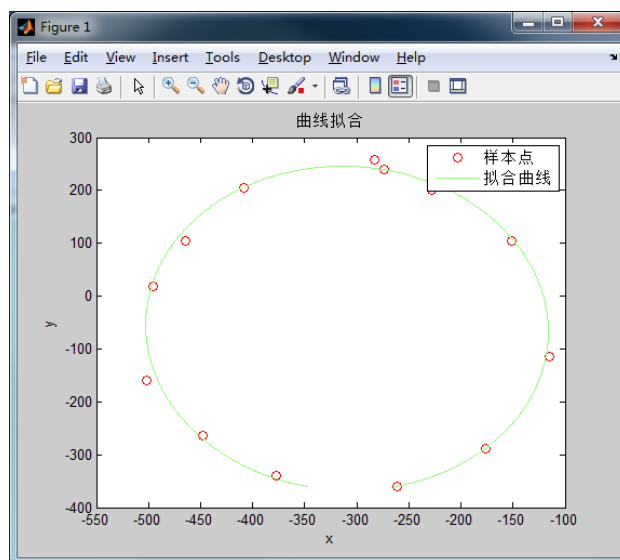 Figure 1
File Edit View Insert Tools Desktop Window Help
曲线拟合
样本点
拟合曲线
300
200
100
0
-100
-200
-300
-400
y
-550 -500 -450 -400 -350 -300 -250 -200 -150 -100
x